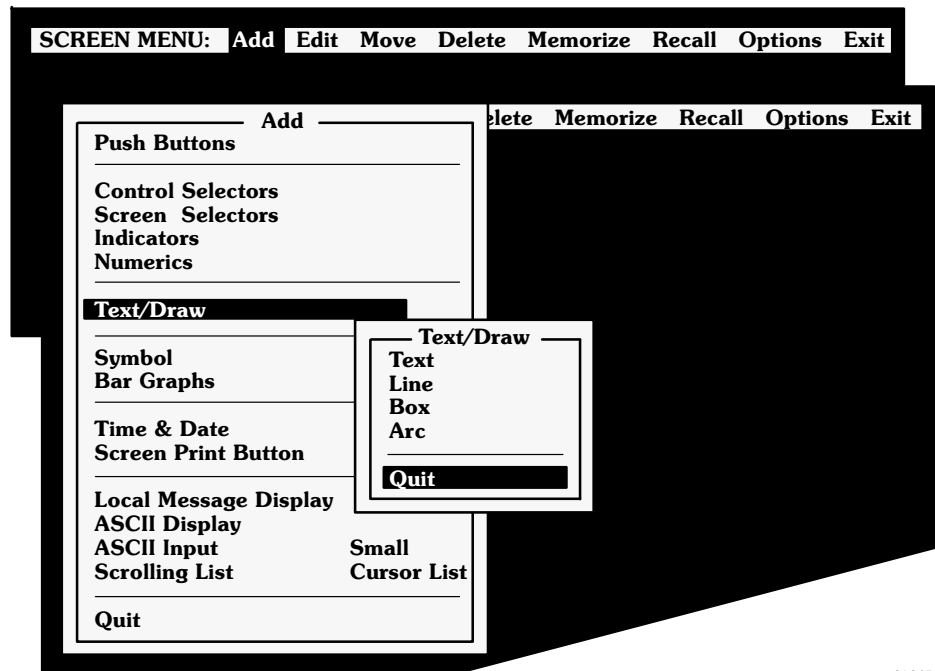 SCREEN MENU: Add Edit Move Delete Memorize Recall Options Exit
elete Memorize Recall Options Exit
Add
Push Buttons
Control Selectors
Screen Selectors
Indicators
Numerics
Text/Draw
Symbol
Bar Graphs
Time & Date
Screen Print Button
Local Message Display
ASCII Display
ASCII Input Small
Scrolling List Cursor List
Quit
Text/Draw
Text
Line
Box
Arc
Quit